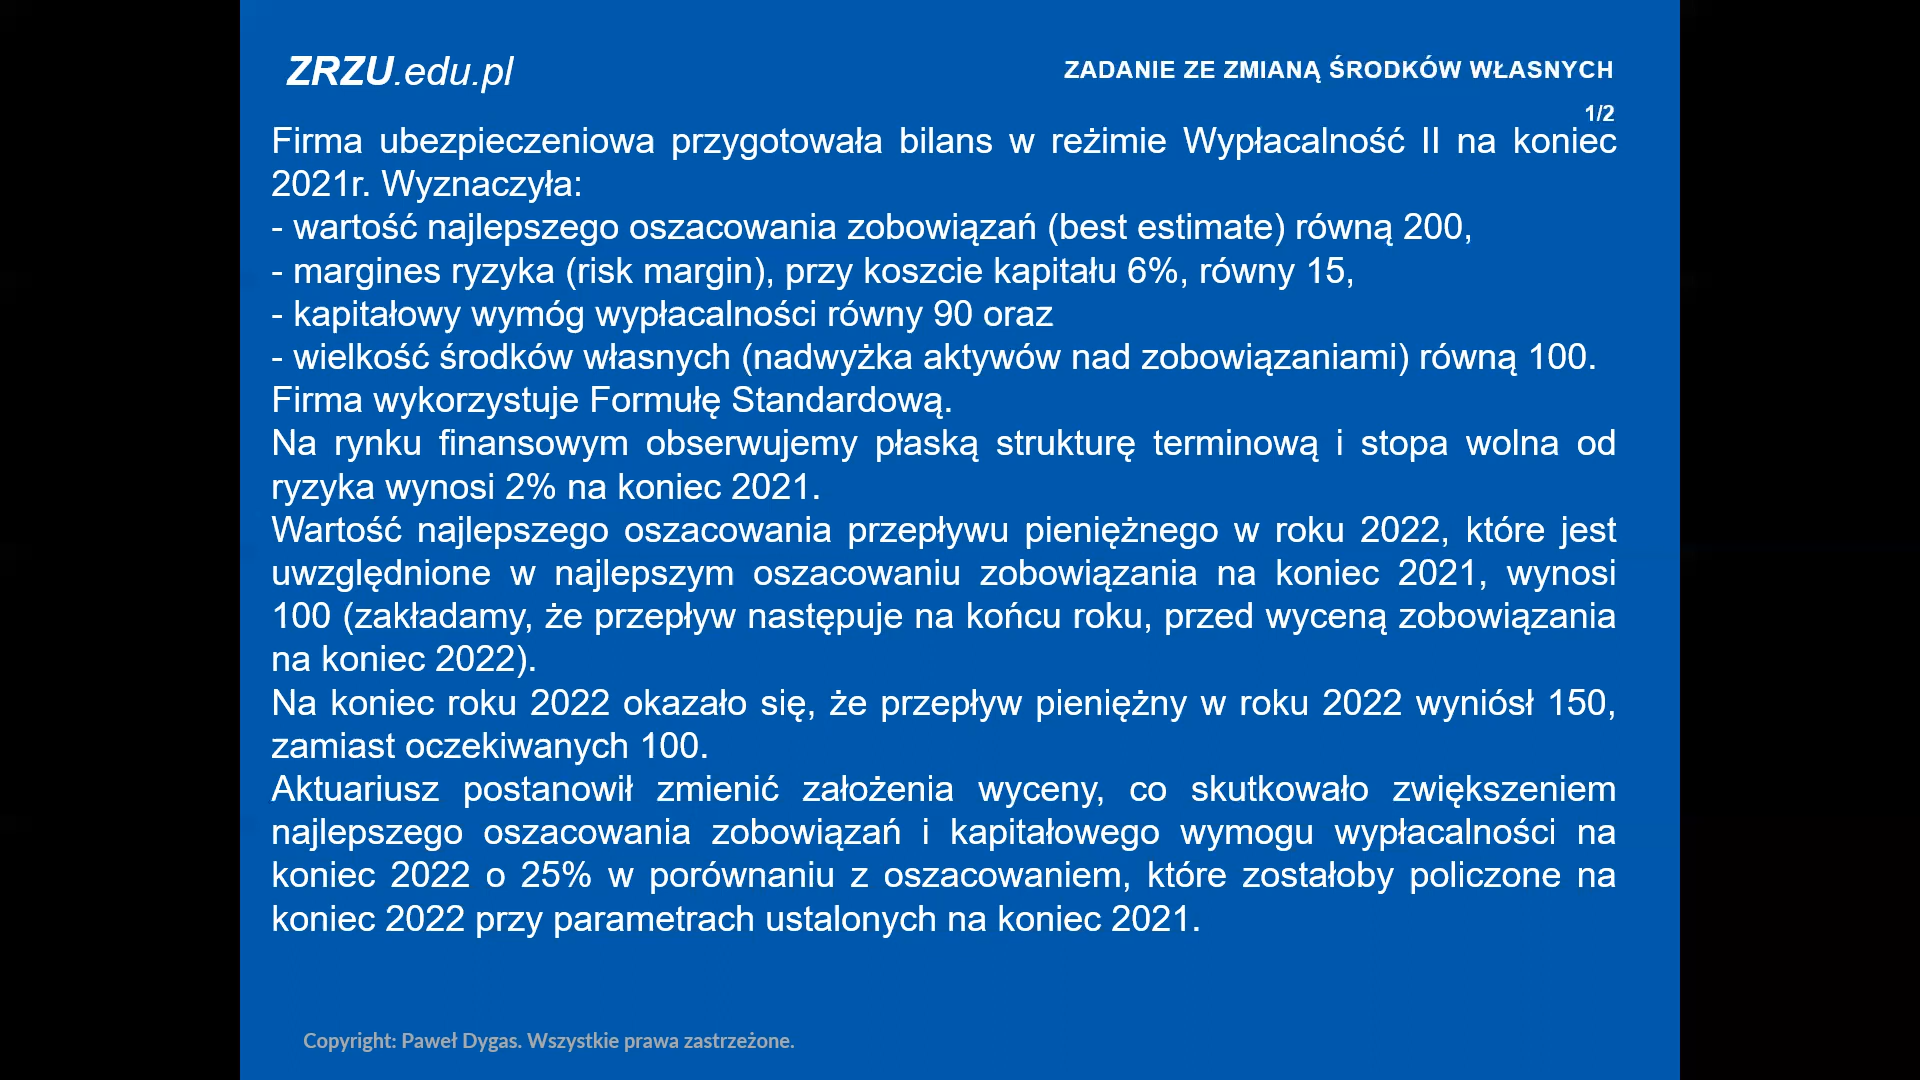 ZRZU.edu.pl
ZADANIE ZE ZMIANĄ ŚRODKÓW WŁASNYCH
1/2
Firma ubezpieczeniowa przygotowała bilans w reżimie Wypłacalność II na koniec
2021r. Wyznaczyła:
- wartość najlepszego oszacowania zobowiązań (best estimate) równą 200,
- margines ryzyka (risk margin), przy koszcie kapitału 6%, równy 15,
- kapitałowy wymóg wypłacalności równy 90 oraz
- wielkość środków własnych (nadwyżka aktywów nad zobowiązaniami) równą 100.
Firma wykorzystuje Formułę Standardową.
Na rynku finansowym obserwujemy płaską strukturę terminową i stopa wolna od
ryzyka wynosi 2% na koniec 2021.
Wartość najlepszego oszacowania przepływu pieniężnego w roku 2022, które jest
uwzględnione w najlepszym oszacowaniu zobowiązania na koniec 2021, wynosi
100 (zakładamy, że przepływ następuje na końcu roku, przed wyceną zobowiązania
na koniec 2022).
Na koniec roku 2022 okazało się, że przepływ pieniężny w roku 2022 wyniósł 150,
zamiast oczekiwanych 100.
Aktuariusz postanowił zmienić założenia wyceny, co skutkowało zwiększeniem
najlepszego oszacowania zobowiązań i kapitałowego wymogu wypłacalności na
koniec 2022 o 25% w porównaniu z oszacowaniem, które zostałoby policzone na
koniec 2022 przy parametrach ustalonych na koniec 2021.
Copyright: Paweł Dygas. Wszystkie prawa zastrzeżone.